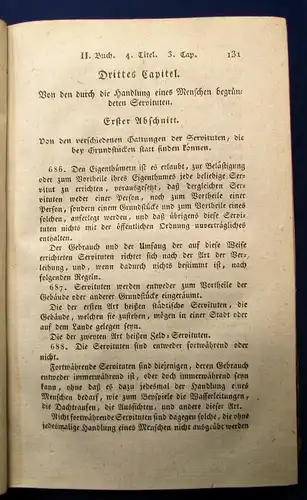 II. Buch. 4. Titel. 3. Cap. 131
Drittes Capitel.
Von den durch die Handlung eines Menschen begrün-
deten Servituten.
Erster Abschnitt.
Von den verschiedenen Gattungen der Servituten, die
bey Grundstücken statt finden können.
686. Den Eigenthümern ist es erlaubt, zur Belästigung
oder zum Vortheile ihres Eigenthumes jede beliebige Ser-
vitut zu errichten, vorausgesetzt, daß dergleichen Servi-
tuten weder einer Person, noch zum Vortheile einer
Person, sondern einem Grundstücke und zum Vortheile eines
solchen, auferlegt werden, und daß übrigens diese Servi-
tuten nichts mit der öffentlichen Ordnung unverträgliches
enthalten.
Der Gebrauch und der Umfang der auf diese Weise
errichteten Servituten richtet sich nach der Art der Ver-
leihung, und, wenn dadurch nichts bestimmt ist, nach
folgenden Regeln.
687. Servituten werden entweder zum Vortheile der
Gebäude oder anderer Grundstücke eingeräumt.
Die der ersten Art heißen städtische Servituten, die
Gebäude, welchen sie zustehen, mögen in einer Stadt oder
auf dem Lande gelegen seyn.
Die der zweyten Art heißen Feld-Servituten.
688. Die Servituten sind entweder fortwährend oder
nicht.
Fortwährende Servituten sind diejenigen, deren Gebrauch
entweder immerwährend ist, oder doch immerwährend seyn
kann, ohne daß es dazu jedesmal der Handlung eines
Menschen bedarf, wie zum Beyspiele die Wasserleitungen,
die Dachtraufen, die Aussichten, und andere dieser Art.
Nicht fortwährende Servituten sind dagegen solche, die ohne
jedesmalige Handlung eines Menschen nicht ausgeübt werden